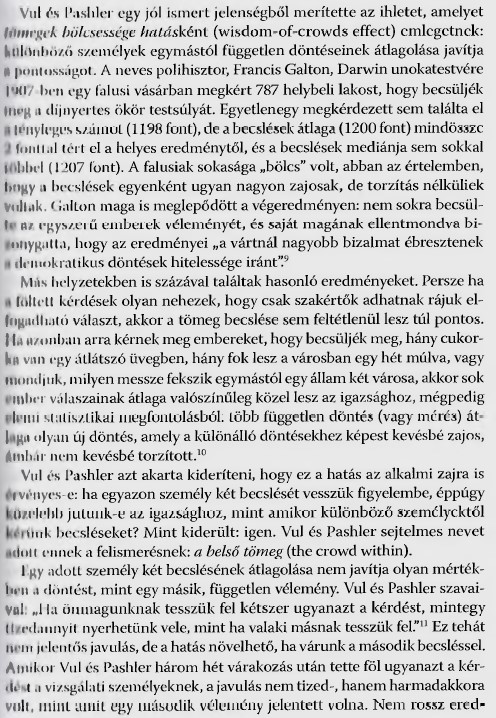 Vul és Pashler egy jól ismert jelenségből merítette az ihletet, amelyet
tömegek bölcsessége hatásként (wisdom-of-crowds effect) emlegetnek:
különböző személyek egymástól független döntéseinek átlagolása javítja
a pontosságot. A neves polihisztor, Francis Galton, Darwin unokatestvére
1907-ben egy falusi vásárban megkért 787 helybeli lakost, hogy becsüljék
meg a díjnyertes ökör testsúlyát. Egyetlenegy megkérdezett sem találta el
a tényleges számot (1198 font), de a becslések átlaga (1200 font) mindössze
2 fonttal tért el a helyes eredménytől, és a becslések mediánja sem sokkal
többel (1207 font). A falusiak sokasága „bölcs” volt, abban az értelemben,
hogy a becslések egyenként ugyan nagyon zajosak, de torzítás nélküliek
voltak. Galton maga is meglepődött a végeredményen: nem sokra becsül-
te az egyszerű emberek véleményét, és saját magának ellentmondva bi-
zonygatta, hogy az eredményei „a vártnál nagyobb bizalmat ébresztenek
a demokratikus döntések hitelessége iránt”.⁹
Más helyzetekben is százával találtak hasonló eredményeket. Persze ha
a föltett kérdések olyan nehezek, hogy csak szakértők adhatnak rájuk el-
fogadható választ, akkor a tömeg becslése sem feltétlenül lesz túl pontos.
Ha azonban arra kérnek meg embereket, hogy becsüljék meg, hány cukor-
ka van egy átlátszó üvegben, hány fok lesz a városban egy hét múlva, vagy
mondjuk, milyen messze fekszik egymástól egy állam két városa, akkor sok
ember válaszainak átlaga valószínűleg közel lesz az igazsághoz, mégpedig
elemi statisztikai megfontolásból. több független döntés (vagy mérés) át-
laga olyan új döntés, amely a különálló döntésekhez képest kevésbé zajos,
ámbár nem kevésbé torzított.¹⁰
Vul és Pashler azt akarta kideríteni, hogy ez a hatás az alkalmi zajra is
érvényes-e: ha egyazon személy két becslését vesszük figyelembe, éppúgy
közelebb jutunk-e az igazsághoz, mint amikor különböző személyektől
kérünk becsléseket? Mint kiderült: igen. Vul és Pashler sejtelmes nevet
adott ennek a felismerésnek: a belső tömeg (the crowd within).
Egy adott személy két becslésének átlagolása nem javítja olyan mérték-
ben a döntést, mint egy másik, független vélemény. Vul és Pashler szavai-
val: „Ha önmagunknak tesszük fel kétszer ugyanazt a kérdést, mintegy
tizedannyit nyerhetünk vele, mint ha valaki másnak tesszük fel.”¹¹ Ez tehát
nem jelentős javulás, de a hatás növelhető, ha várunk a második becsléssel.
Amikor Vul és Pashler három hét várakozás után tette föl ugyanazt a kér-
dést a vizsgálati személyeknek, a javulás nem tized-, hanem harmadakkora
volt, mint amit egy második vélemény jelentett volna. Nem rossz ered-